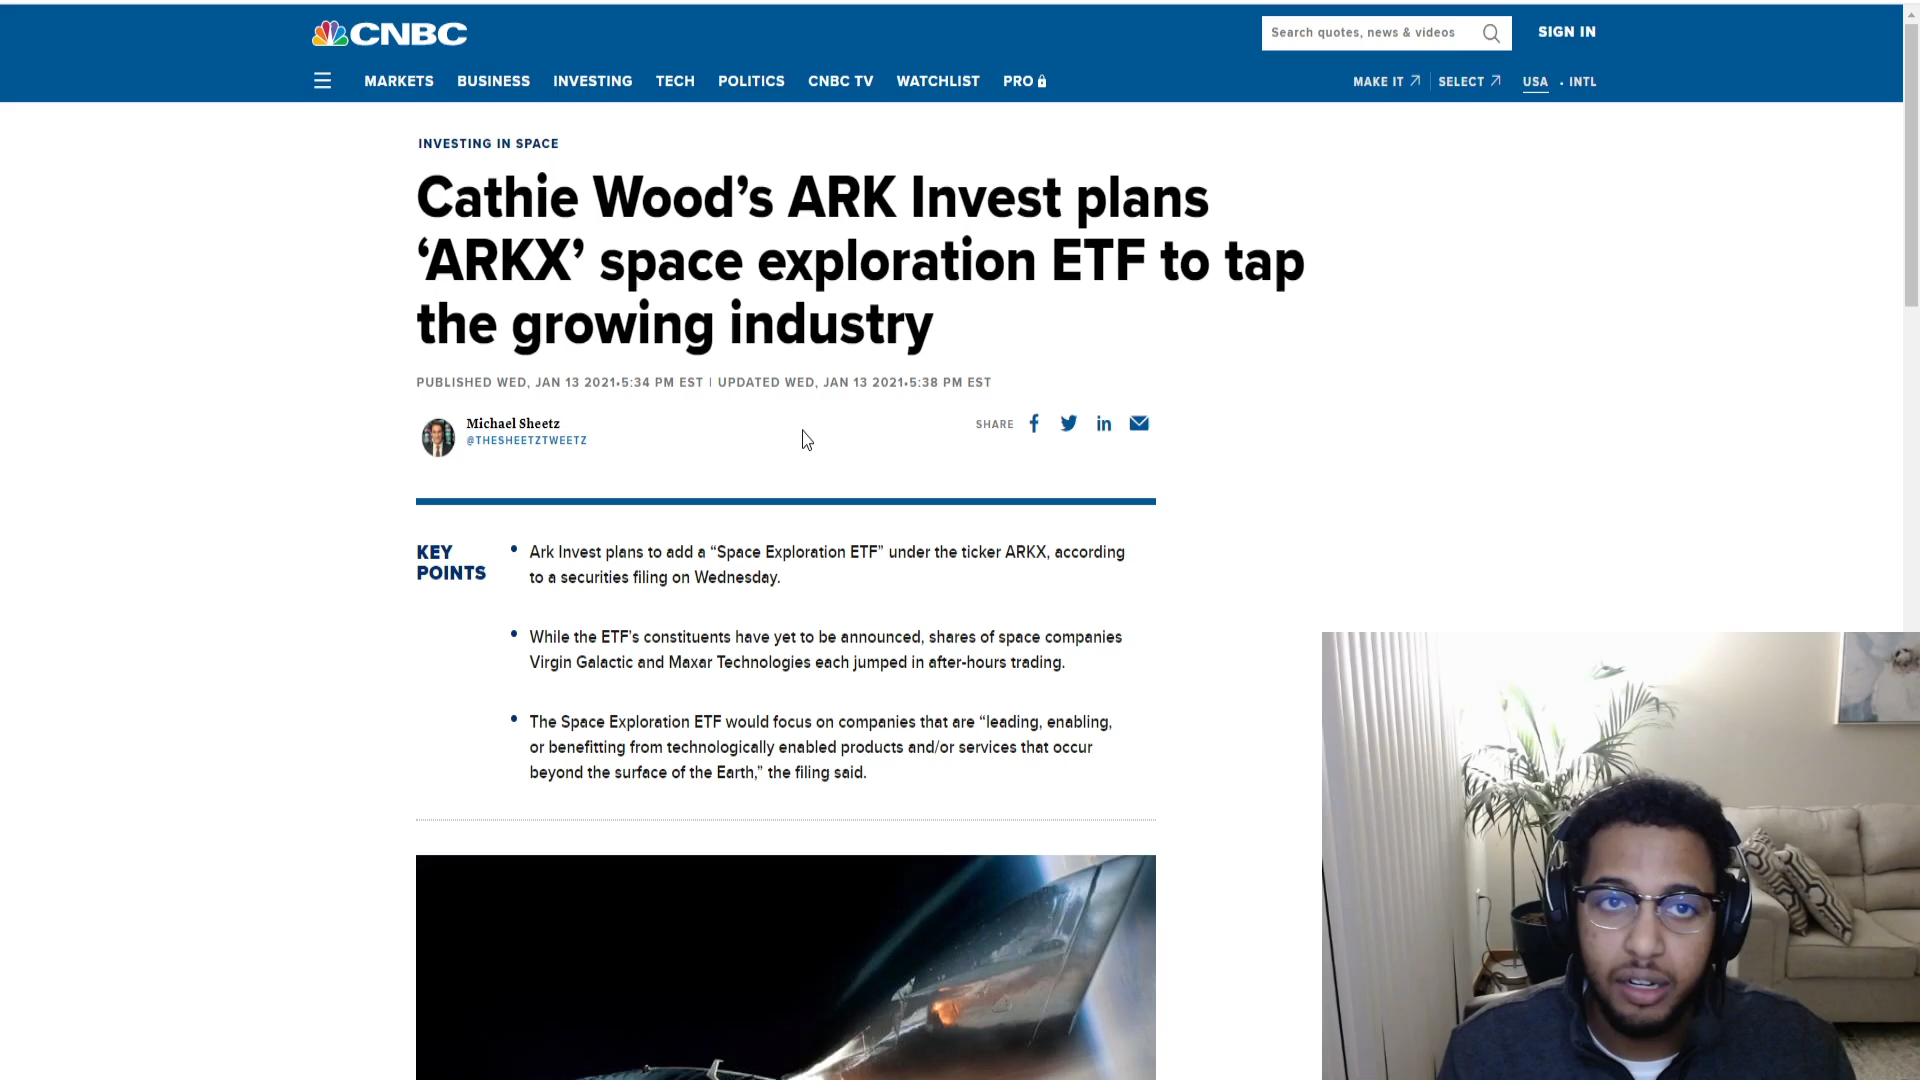 CNBC
Search quotes, news & videos
SIGN IN
MARKETS BUSINESS INVESTING TECH POLITICS CNBC TV WATCHLIST PRO
MAKE IT SELECT USA • INTL
INVESTING IN SPACE
Cathie Wood’s ARK Invest plans
‘ARKX’ space exploration ETF to tap
the growing industry
PUBLISHED WED, JAN 13 2021•5:34 PM EST | UPDATED WED, JAN 13 2021•5:38 PM EST
Michael Sheetz
@THESHEETZTWEETZ
SHARE
KEY
POINTS
• Ark Invest plans to add a “Space Exploration ETF” under the ticker ARKX, according
to a securities filing on Wednesday.
• While the ETF’s constituents have yet to be announced, shares of space companies
Virgin Galactic and Maxar Technologies each jumped in after-hours trading.
• The Space Exploration ETF would focus on companies that are “leading, enabling,
or benefitting from technologically enabled products and/or services that occur
beyond the surface of the Earth,” the filing said.